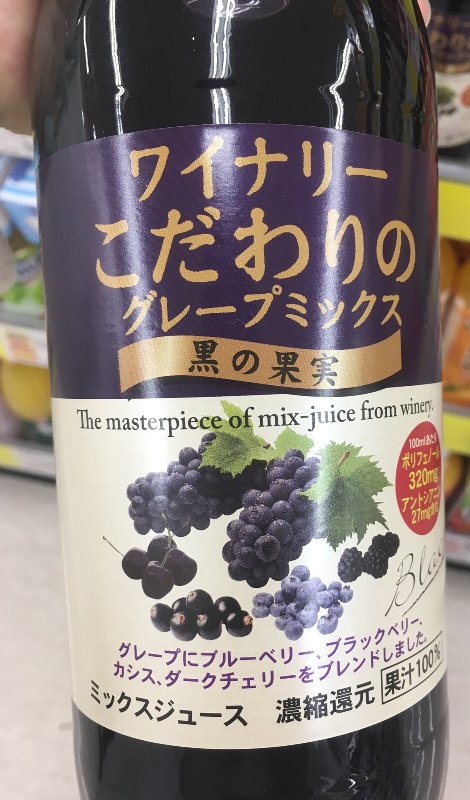 ワイナリー
こだわりの
グレープミックス
黒の果実
The masterpiece of mix-juice from winery.
100ml当たり
ポリフェノール
320mg
アントシアニン
27mg
グレープにブルーベリー、ブラックベリー、
カシス、ダークチェリーをブレンドしました。
ミックスジュース 濃縮還元 果汁100%